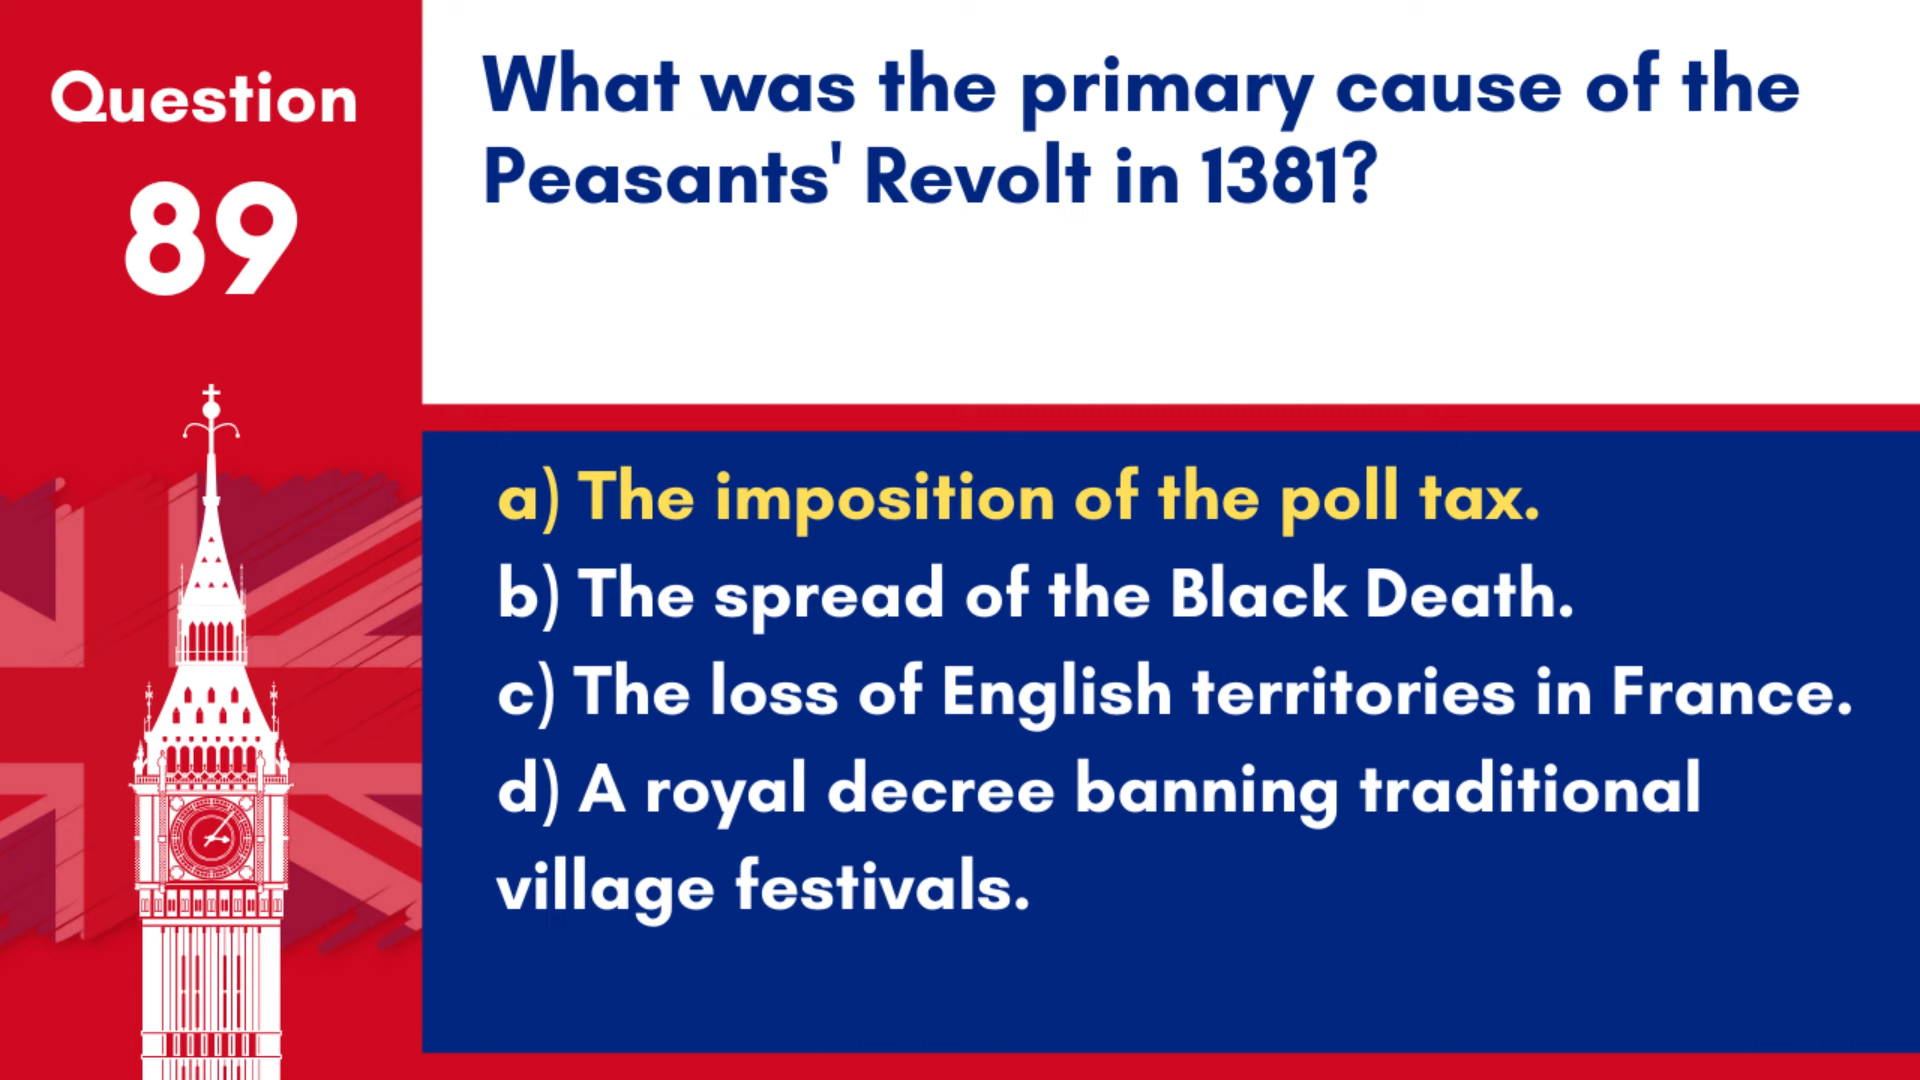 Question
89
What was the primary cause of the
Peasants' Revolt in 1381?
a) The imposition of the poll tax.
b) The spread of the Black Death.
c) The loss of English territories in France.
d) A royal decree banning traditional
village festivals.